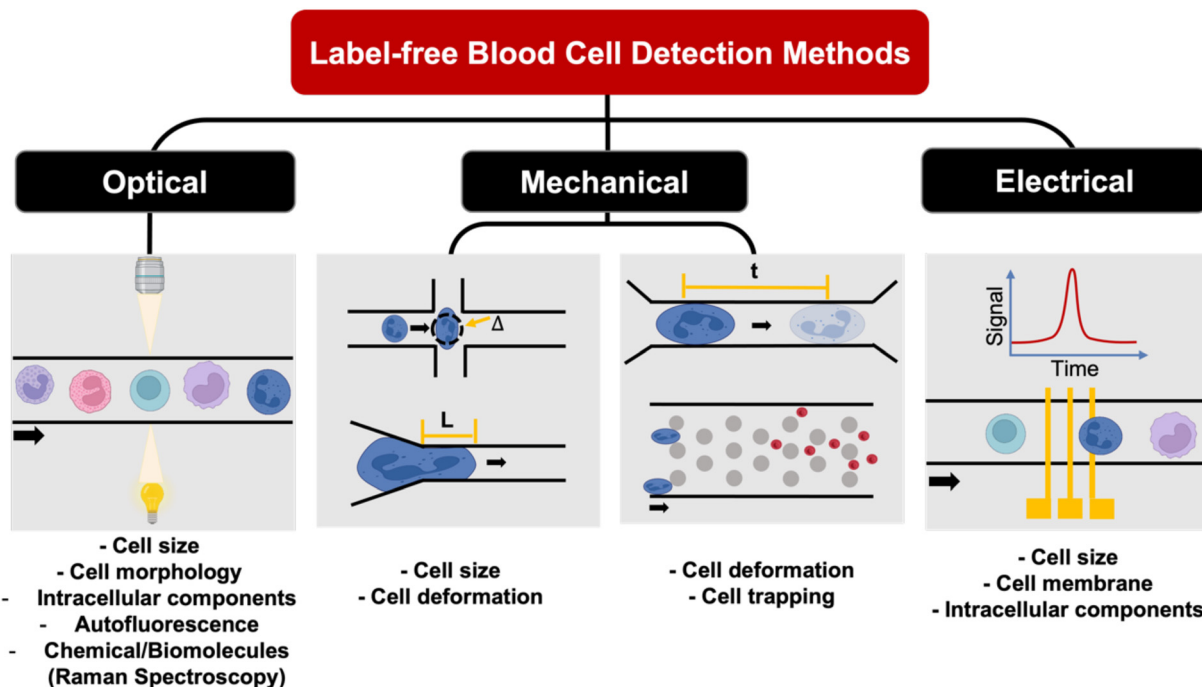 Label-free Blood Cell Detection Methods
Optical
Mechanical
Electrical
Δ
L
t
Signal
Time
- Cell size
- Cell morphology
- Intracellular components
- Autofluorescence
- Chemical/Biomolecules
(Raman Spectroscopy)
- Cell size
- Cell deformation
- Cell deformation
- Cell trapping
- Cell size
- Cell membrane
- Intracellular components